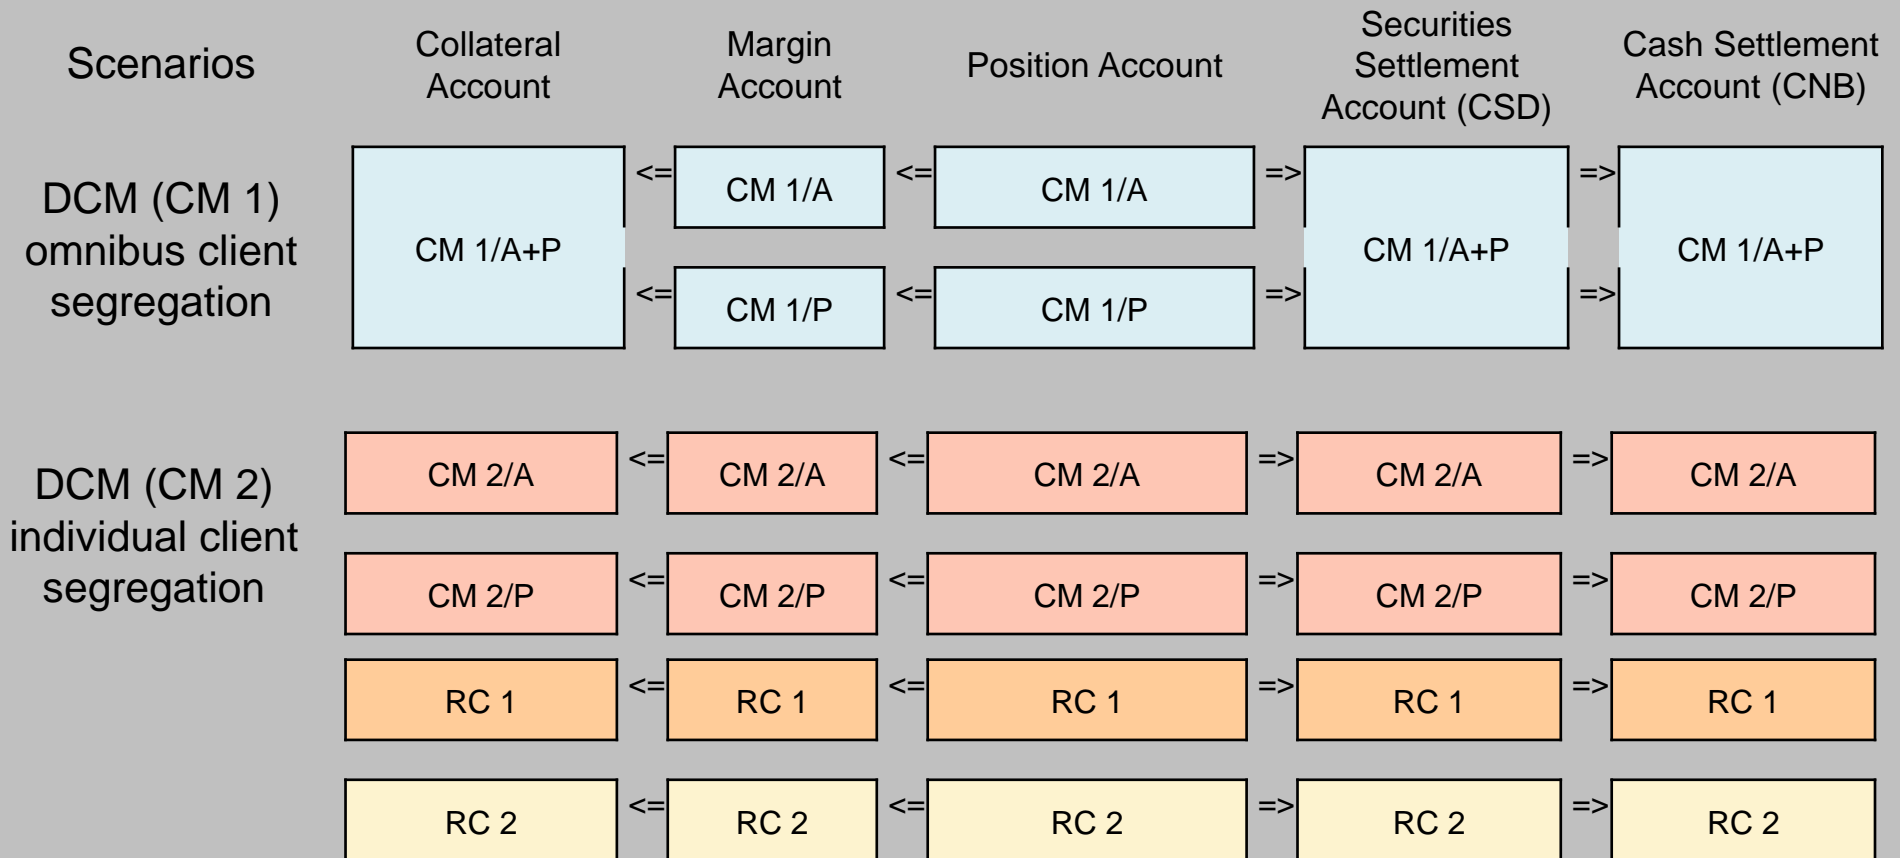 Scenarios
Collateral
Account
Margin
Account
Position Account
Securities
Settlement
Account (CSD)
Cash Settlement
Account (CNB)
DCM (CM 1)
omnibus client
segregation
CM 1/A+P
<=
CM 1/A
<=
CM 1/A
=>
CM 1/A+P
=>
CM 1/A+P
<=
CM 1/P
<=
CM 1/P
=>
=>
DCM (CM 2)
individual client
segregation
CM 2/A
<=
CM 2/A
<=
CM 2/A
=>
CM 2/A
=>
CM 2/A
CM 2/P
<=
CM 2/P
<=
CM 2/P
=>
CM 2/P
=>
CM 2/P
RC 1
<=
RC 1
<=
RC 1
=>
RC 1
=>
RC 1
RC 2
<=
RC 2
<=
RC 2
=>
RC 2
=>
RC 2